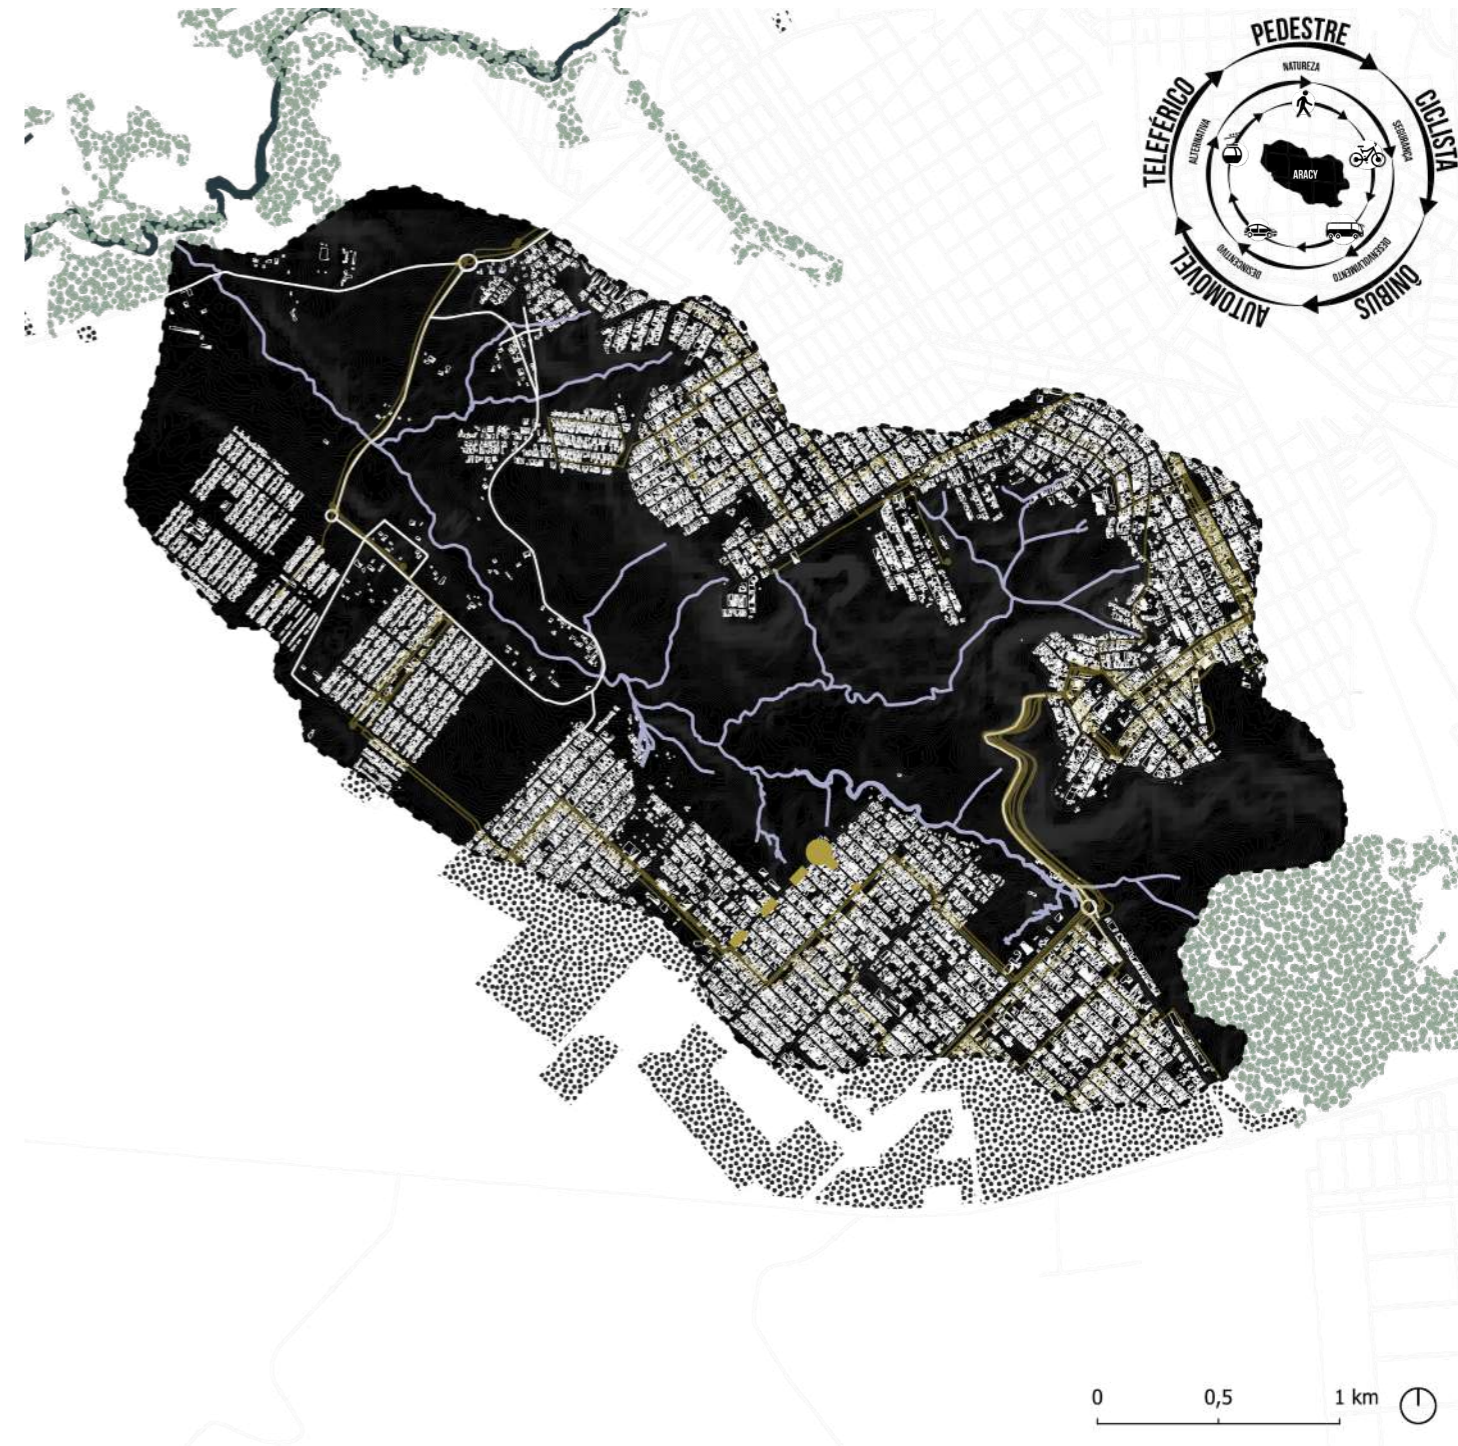 PEDESTRE
NATUREZA
TELEFÉRICO
CICLISTA
ALTERNATIVA
SEGURANÇA
ARACY
DESINCENTIVO
DESENVOLVIMENTO
AUTOMÓVEL
ÔNIBUS
0 0,5 1 km